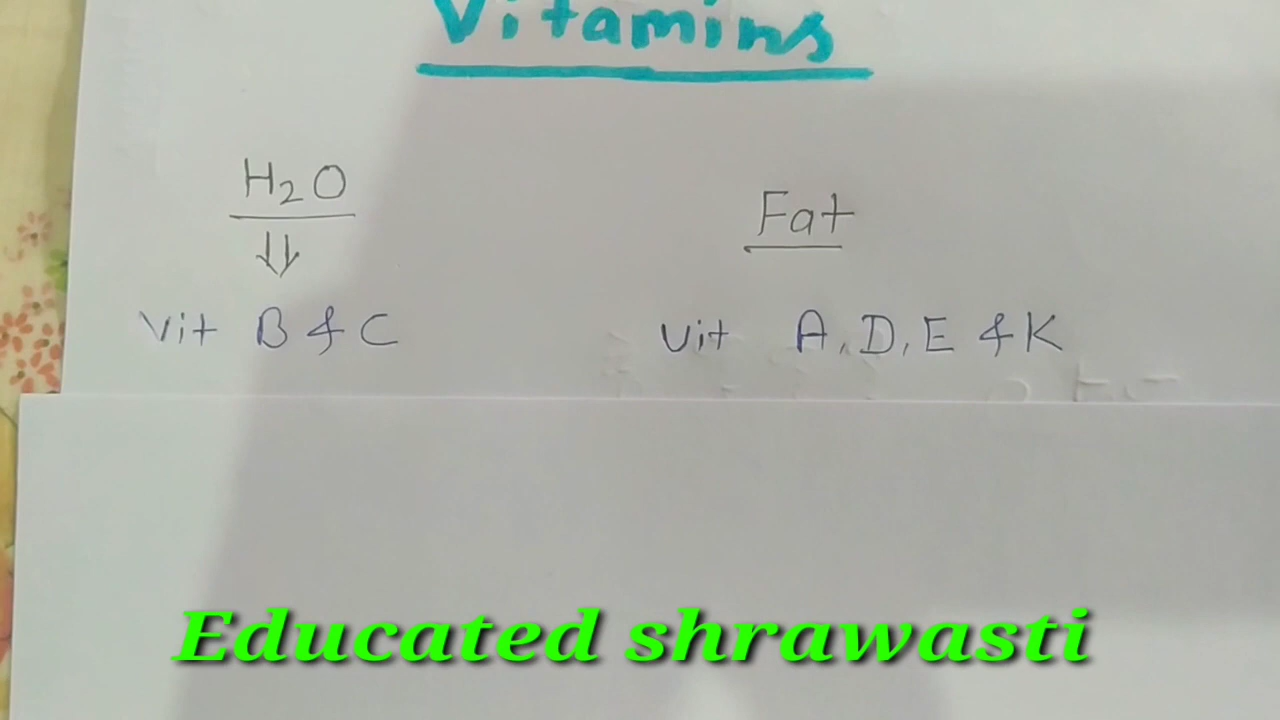 Vitamins
H2O
Fat
Vit B & C
Vit A, D, E & K
Educated shrawasti